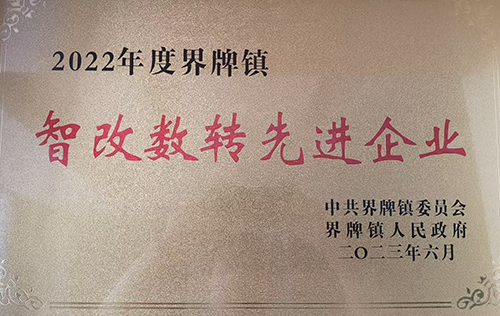 2022年度界牌镇
智改数转先进企业
中共界牌镇委员会
界牌镇人民政府
二〇二三年六月